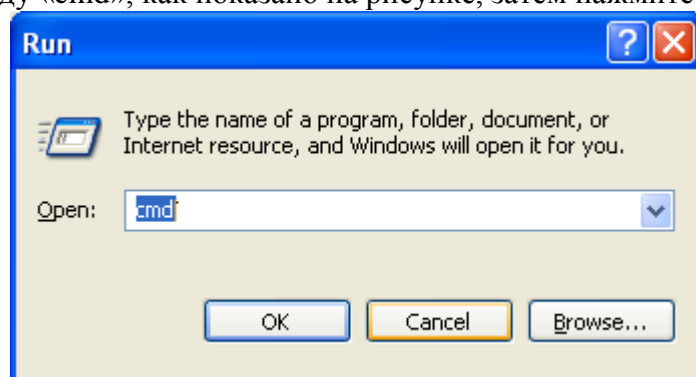 ду «cmd», как показано на рисунке, затем нажмите
Run
Type the name of a program, folder, document, or
Internet resource, and Windows will open it for you.
Open: cmd
OK Cancel Browse...